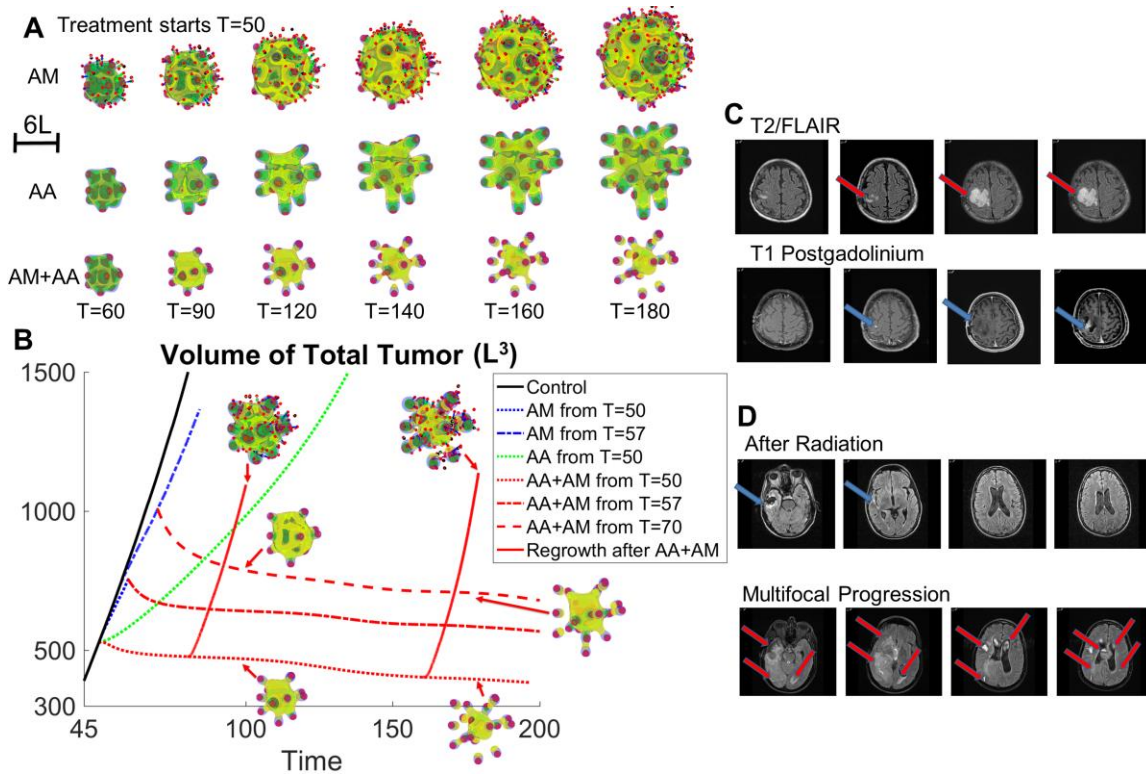 A Treatment starts T=50
AM
6L
AA
AM+AA
T=60 T=90 T=120 T=140 T=160 T=180
B
Volume of Total Tumor (L³)
1500
1000
500
300
45 100 150 200
Time
Control
AM from T=50
AM from T=57
AA from T=50
AA+AM from T=50
AA+AM from T=57
AA+AM from T=70
Regrowth after AA+AM
C
T2/FLAIR
T1 Postgadolinium
D
After Radiation
Multifocal Progression